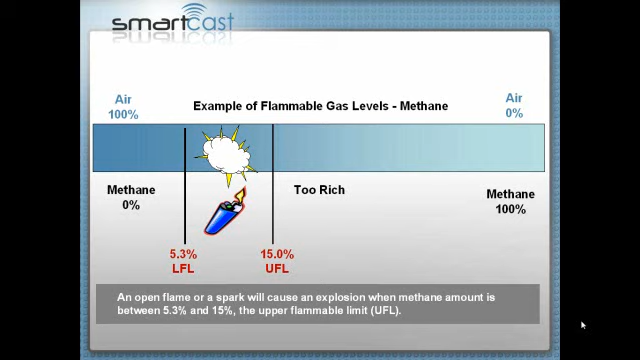 smartcast
Air
100%
Example of Flammable Gas Levels - Methane
Air
0%
Methane
0%
Too Rich
Methane
100%
5.3%
LFL
15.0%
UFL
An open flame or a spark will cause an explosion when methane amount is
between 5.3% and 15%, the upper flammable limit (UFL).